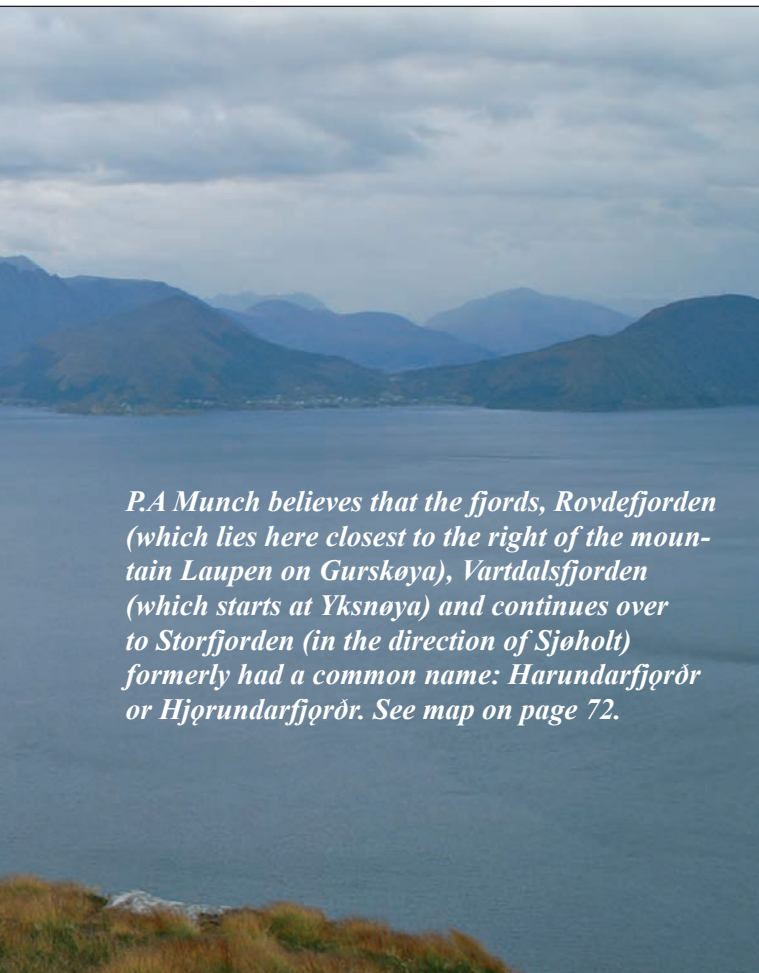 P.A Munch believes that the fjords, Rovdefjorden
(which lies here closest to the right of the moun-
tain Laupen on Gurskøya), Vartdalsfjorden
(which starts at Yksnøya) and continues over
to Storfjorden (in the direction of Sjøholt)
formerly had a common name: Harundarfjǫrðr
or Hjǫrundarfjǫrðr. See map on page 72.